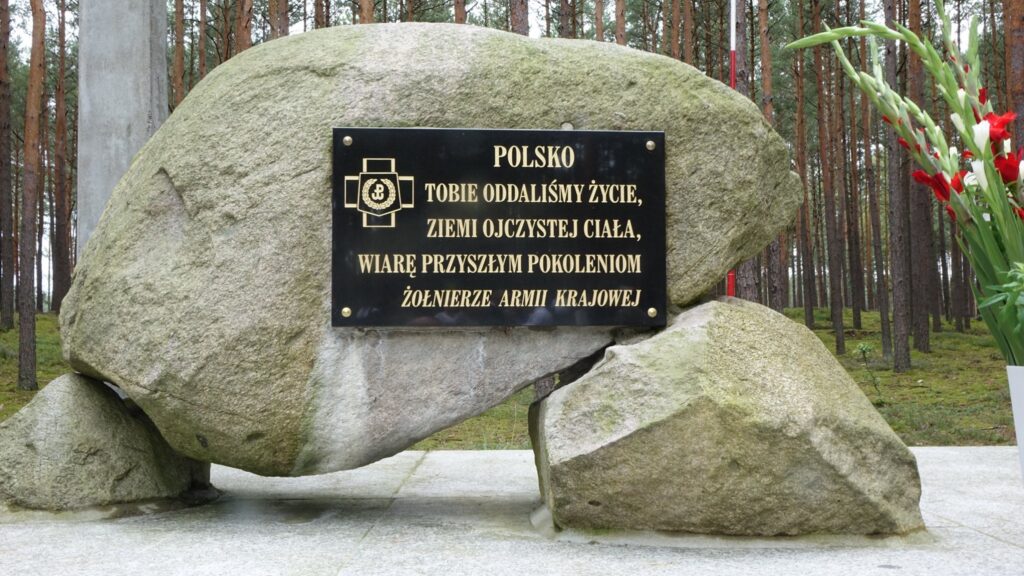 POLSKO
TOBIE ODDALIŚMY ŻYCIE,
ZIEMI OJCZYSTEJ CIAŁA,
WIARĘ PRZYSZŁYM POKOLENIOM
ŻOŁNIERZE ARMII KRAJOWEJ